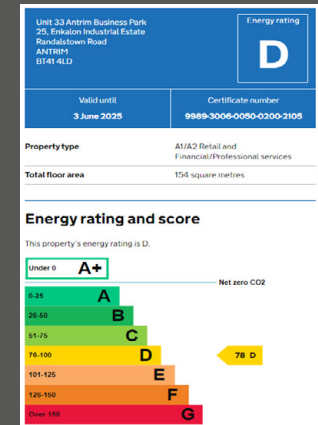 Unit 33 Antrim Business Park
25, Enkalon Industrial Estate
Randalstown Road
ANTRIM
BT41 4LD
Energy rating
D
Valid until
3 June 2025
Certificate number
9989-3006-0050-0200-2105
Property type
A1/A2 Retail and
Financial/Professional services
Total floor area
154 square metres
Energy rating and score
This property's energy rating is D.
Under 0 A+
Net zero CO2
0-25 A
26-50 B
51-75 C
76-100 D
78 D
101-125 E
126-150 F
Over 150 G